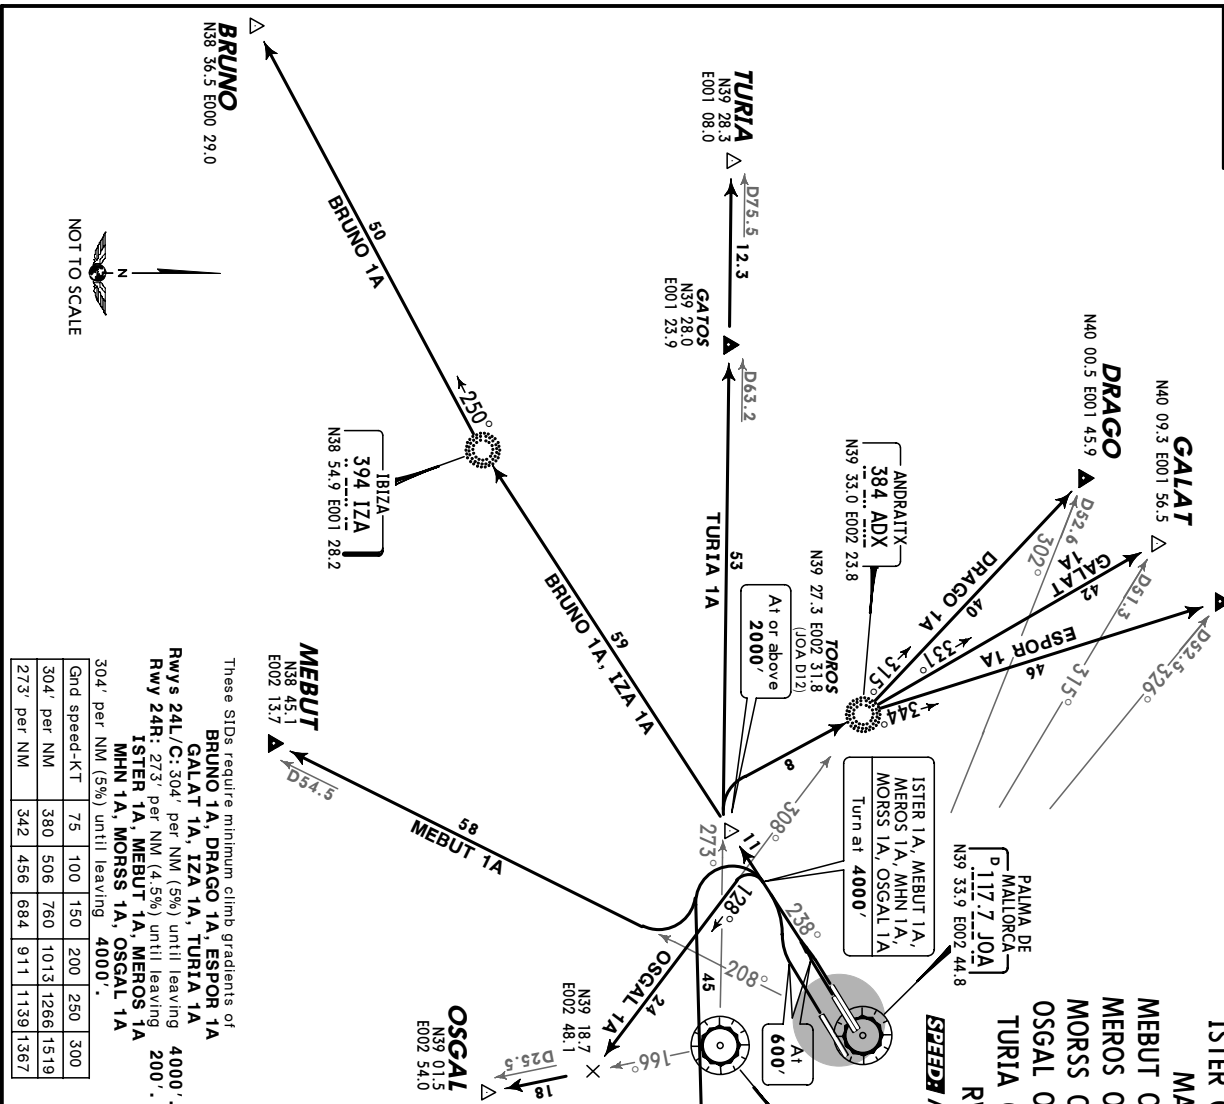 BRUNO
N38 36.5 E000 29.0
TURIA
N39 28.3
E001 08.0
D75.5
12.3
GATOS
N39 28.0
E001 23.9
D63.2
DRAGO
N40 00.5 E001 45.9
GALAT
N40 09.3 E001 56.5
D52.6
302°
D51.3
315°
D52.5
326°
DRAGO 1A
40
GALAT
1A
42
ESPOR 1A
46
315°
331°
344°
ANDRAITX
384 ADX
N39 33.0 E002 23.8
50
BRUNO 1A
250°
IBIZA
394 IZA
N38 54.9 E001 28.2
NOT TO SCALE
N
53
TURIA 1A
59
BRUNO 1A, IZA 1A
At or above
2000'
TOROS
N39 27.3 E002 31.8
(JOA D12)
8
308°
273°
11
128°
238°
ISTER 1A, MEBUT 1A,
MEROS 1A, MHN 1A,
MORSS 1A, OSGAL 1A
Turn at 4000'
PALMA DE
MALLORCA
D
117.7 JOA
N39 33.9 E002 44.8
MEBUT
N38 45.1
E002 13.7
D54.5
58
MEBUT 1A
208°
45
OSGAL 1A
24
At
600'
N39 18.7
E002 48.1
166°
D25.5
18
OSGAL
N39 01.5
E002 54.0
ISTER
MA
MEBUT
MEROS
MORSS
OSGAL
TURIA
SPEED:
These SIDs require minimum climb gradients of
BRUNO 1A, DRAGO 1A, ESPOR 1A
GALAT 1A, IZA 1A, TURIA 1A
Rwys 24L/C: 304' per NM (5%) until leaving 4000'.
Rwy 24R: 273' per NM (4.5%) until leaving 200'.
ISTER 1A, MEBUT 1A, MEROS 1A
MHN 1A, MORSS 1A, OSGAL 1A
304' per NM (5%) until leaving 4000'.
Gnd speed-KT 75 100 150 200 250 300
304' per NM 380 506 760 1013 1266 1519
273' per NM 342 456 684 911 1139 1367